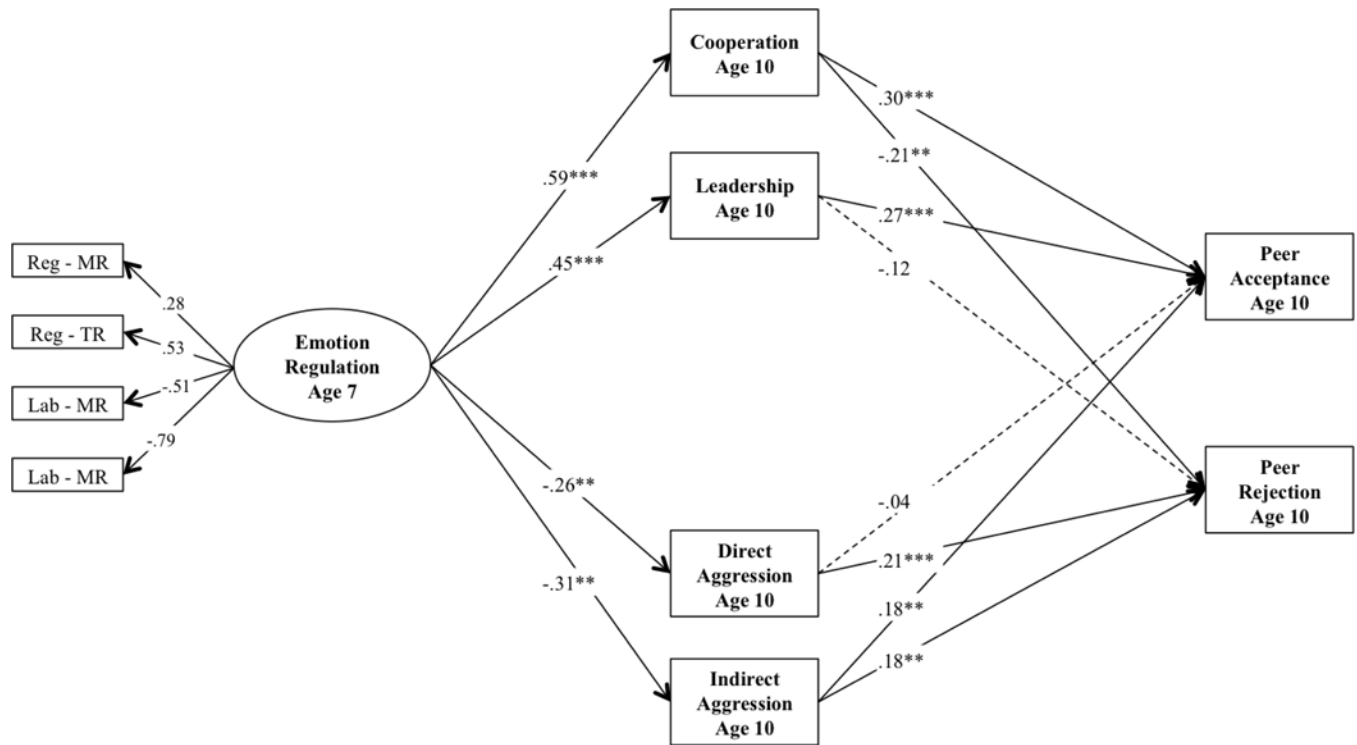 Cooperation
Age 10
.30***
-.21**
.59***
Leadership
Age 10
.27***
-.12
.45***
Reg - MR
.28
Reg - TR
.53
Lab - MR
-.51
Lab - MR
-.79
Emotion
Regulation
Age 7
Peer
Acceptance
Age 10
-.26**
-.31**
Direct
Aggression
Age 10
-.04
.21***
Indirect
Aggression
Age 10
.18**
.18**
Peer
Rejection
Age 10